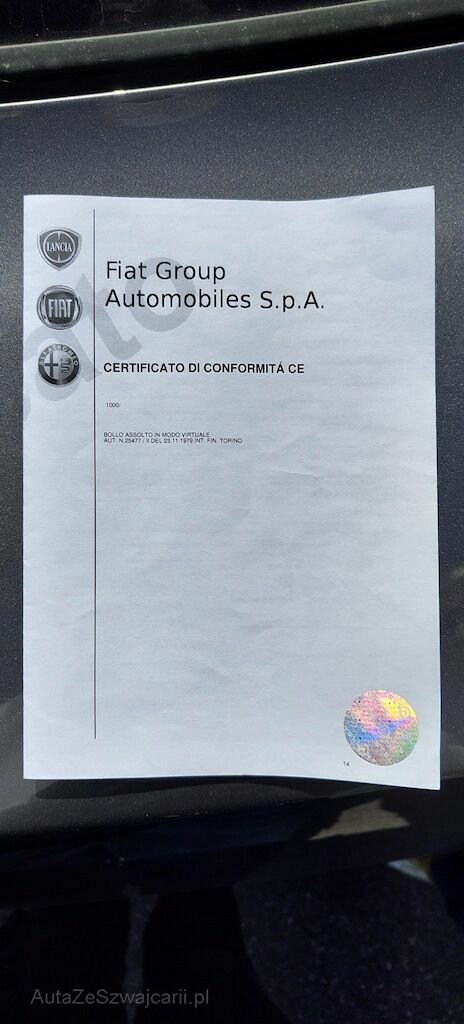 LANCIA
Fiat Group
Automobiles S.p.A.
FIAT
CERTIFICATO DI CONFORMITÁ CE
1000/
BOLLO ASSOLTO IN MODO VIRTUALE
AUT. N.25477 / II DEL 23.11.1979 INT. FIN. TORINO
14
AutaZeSzwajcarii.pl